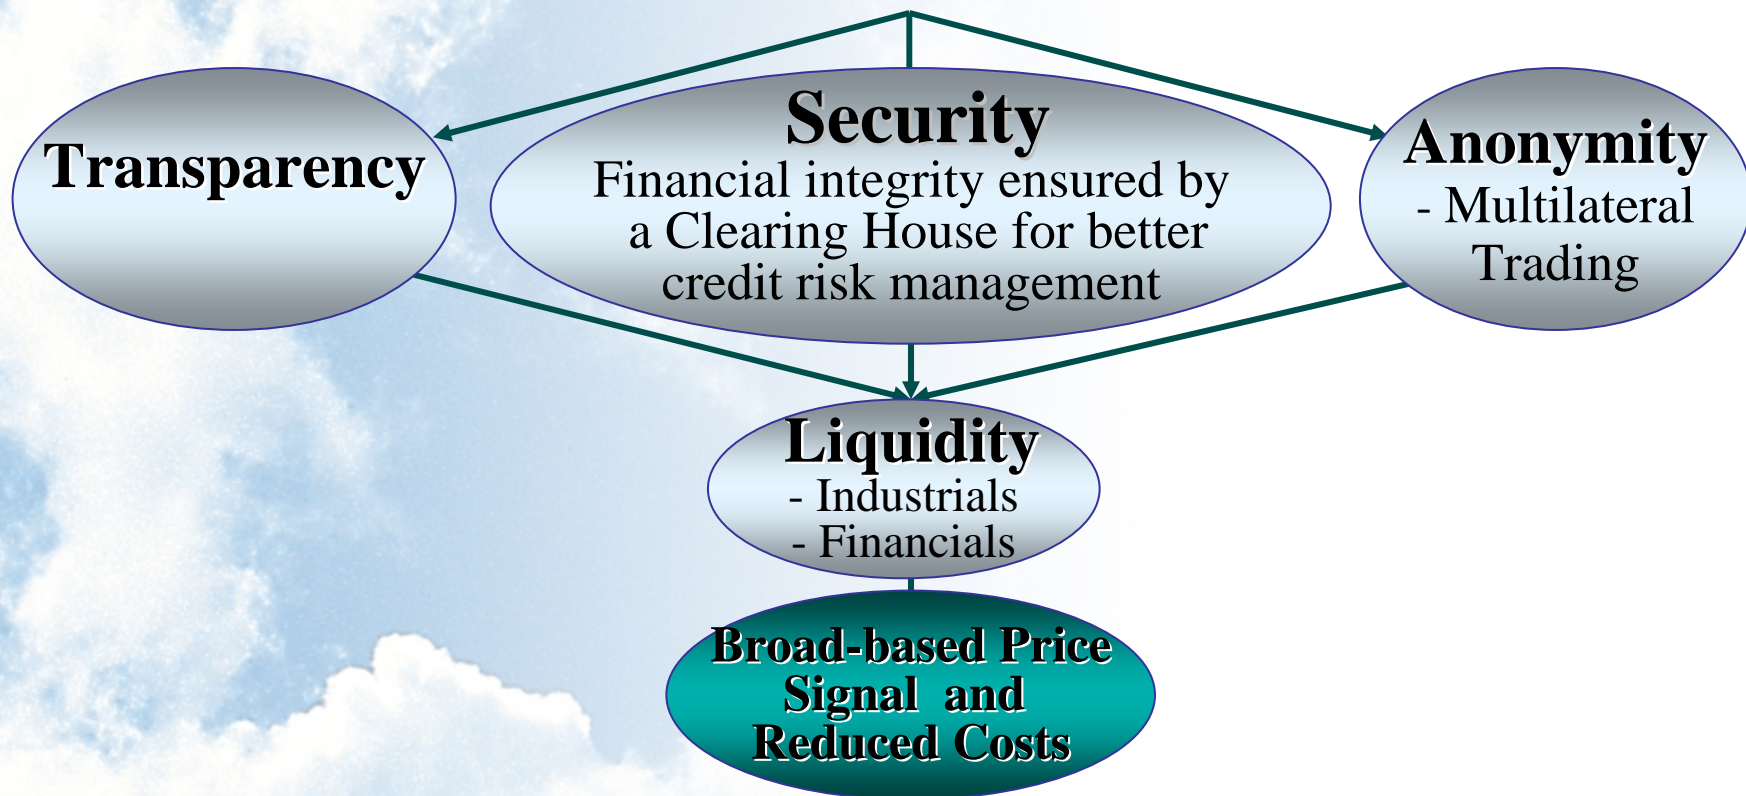 Transparency
Security
Financial integrity ensured by
a Clearing House for better
credit risk management
Anonymity
- Multilateral
Trading
Liquidity
- Industrials
- Financials
Broad-based Price
Signal and
Reduced Costs